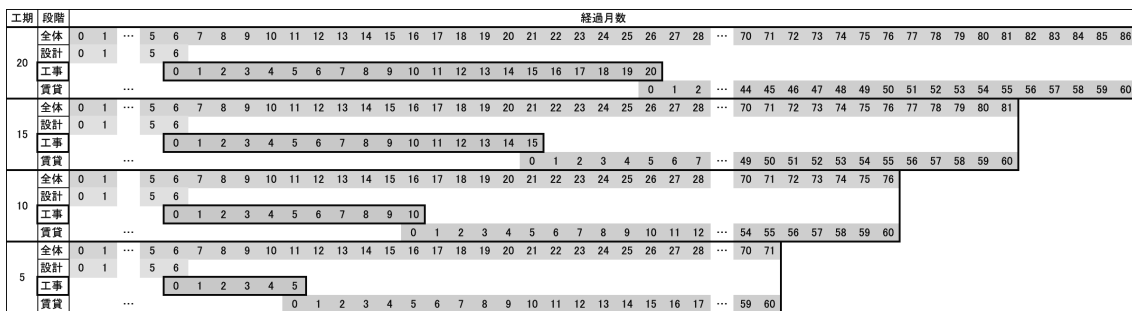 工期 段階 経過月数
20 全体 0 1 … 5 6 7 8 9 10 11 12 13 14 15 16 17 18 19 20 21 22 23 24 25 26 27 28 … 70 71 72 73 74 75 76 77 78 79 80 81 82 83 84 85 86
設計 0 1 5 6
工事 0 1 2 3 4 5 6 7 8 9 10 11 12 13 14 15 16 17 18 19 20
賃貸 … 0 1 2 … 44 45 46 47 48 49 50 51 52 53 54 55 56 57 58 59 60
15 全体 0 1 … 5 6 7 8 9 10 11 12 13 14 15 16 17 18 19 20 21 22 23 24 25 26 27 28 … 70 71 72 73 74 75 76 77 78 79 80 81
設計 0 1 5 6
工事 0 1 2 3 4 5 6 7 8 9 10 11 12 13 14 15
賃貸 … 0 1 2 3 4 5 6 7 … 49 50 51 52 53 54 55 56 57 58 59 60
10 全体 0 1 … 5 6 7 8 9 10 11 12 13 14 15 16 17 18 19 20 21 22 23 24 25 26 27 28 … 70 71 72 73 74 75 76
設計 0 1 5 6
工事 0 1 2 3 4 5 6 7 8 9 10
賃貸 … 0 1 2 3 4 5 6 7 8 9 10 11 12 … 54 55 56 57 58 59 60
5 全体 0 1 … 5 6 7 8 9 10 11 12 13 14 15 16 17 18 19 20 21 22 23 24 25 26 27 28 … 70 71
設計 0 1 5 6
工事 0 1 2 3 4 5
賃貸 … 0 1 2 3 4 5 6 7 8 9 10 11 12 13 14 15 16 17 … 59 60